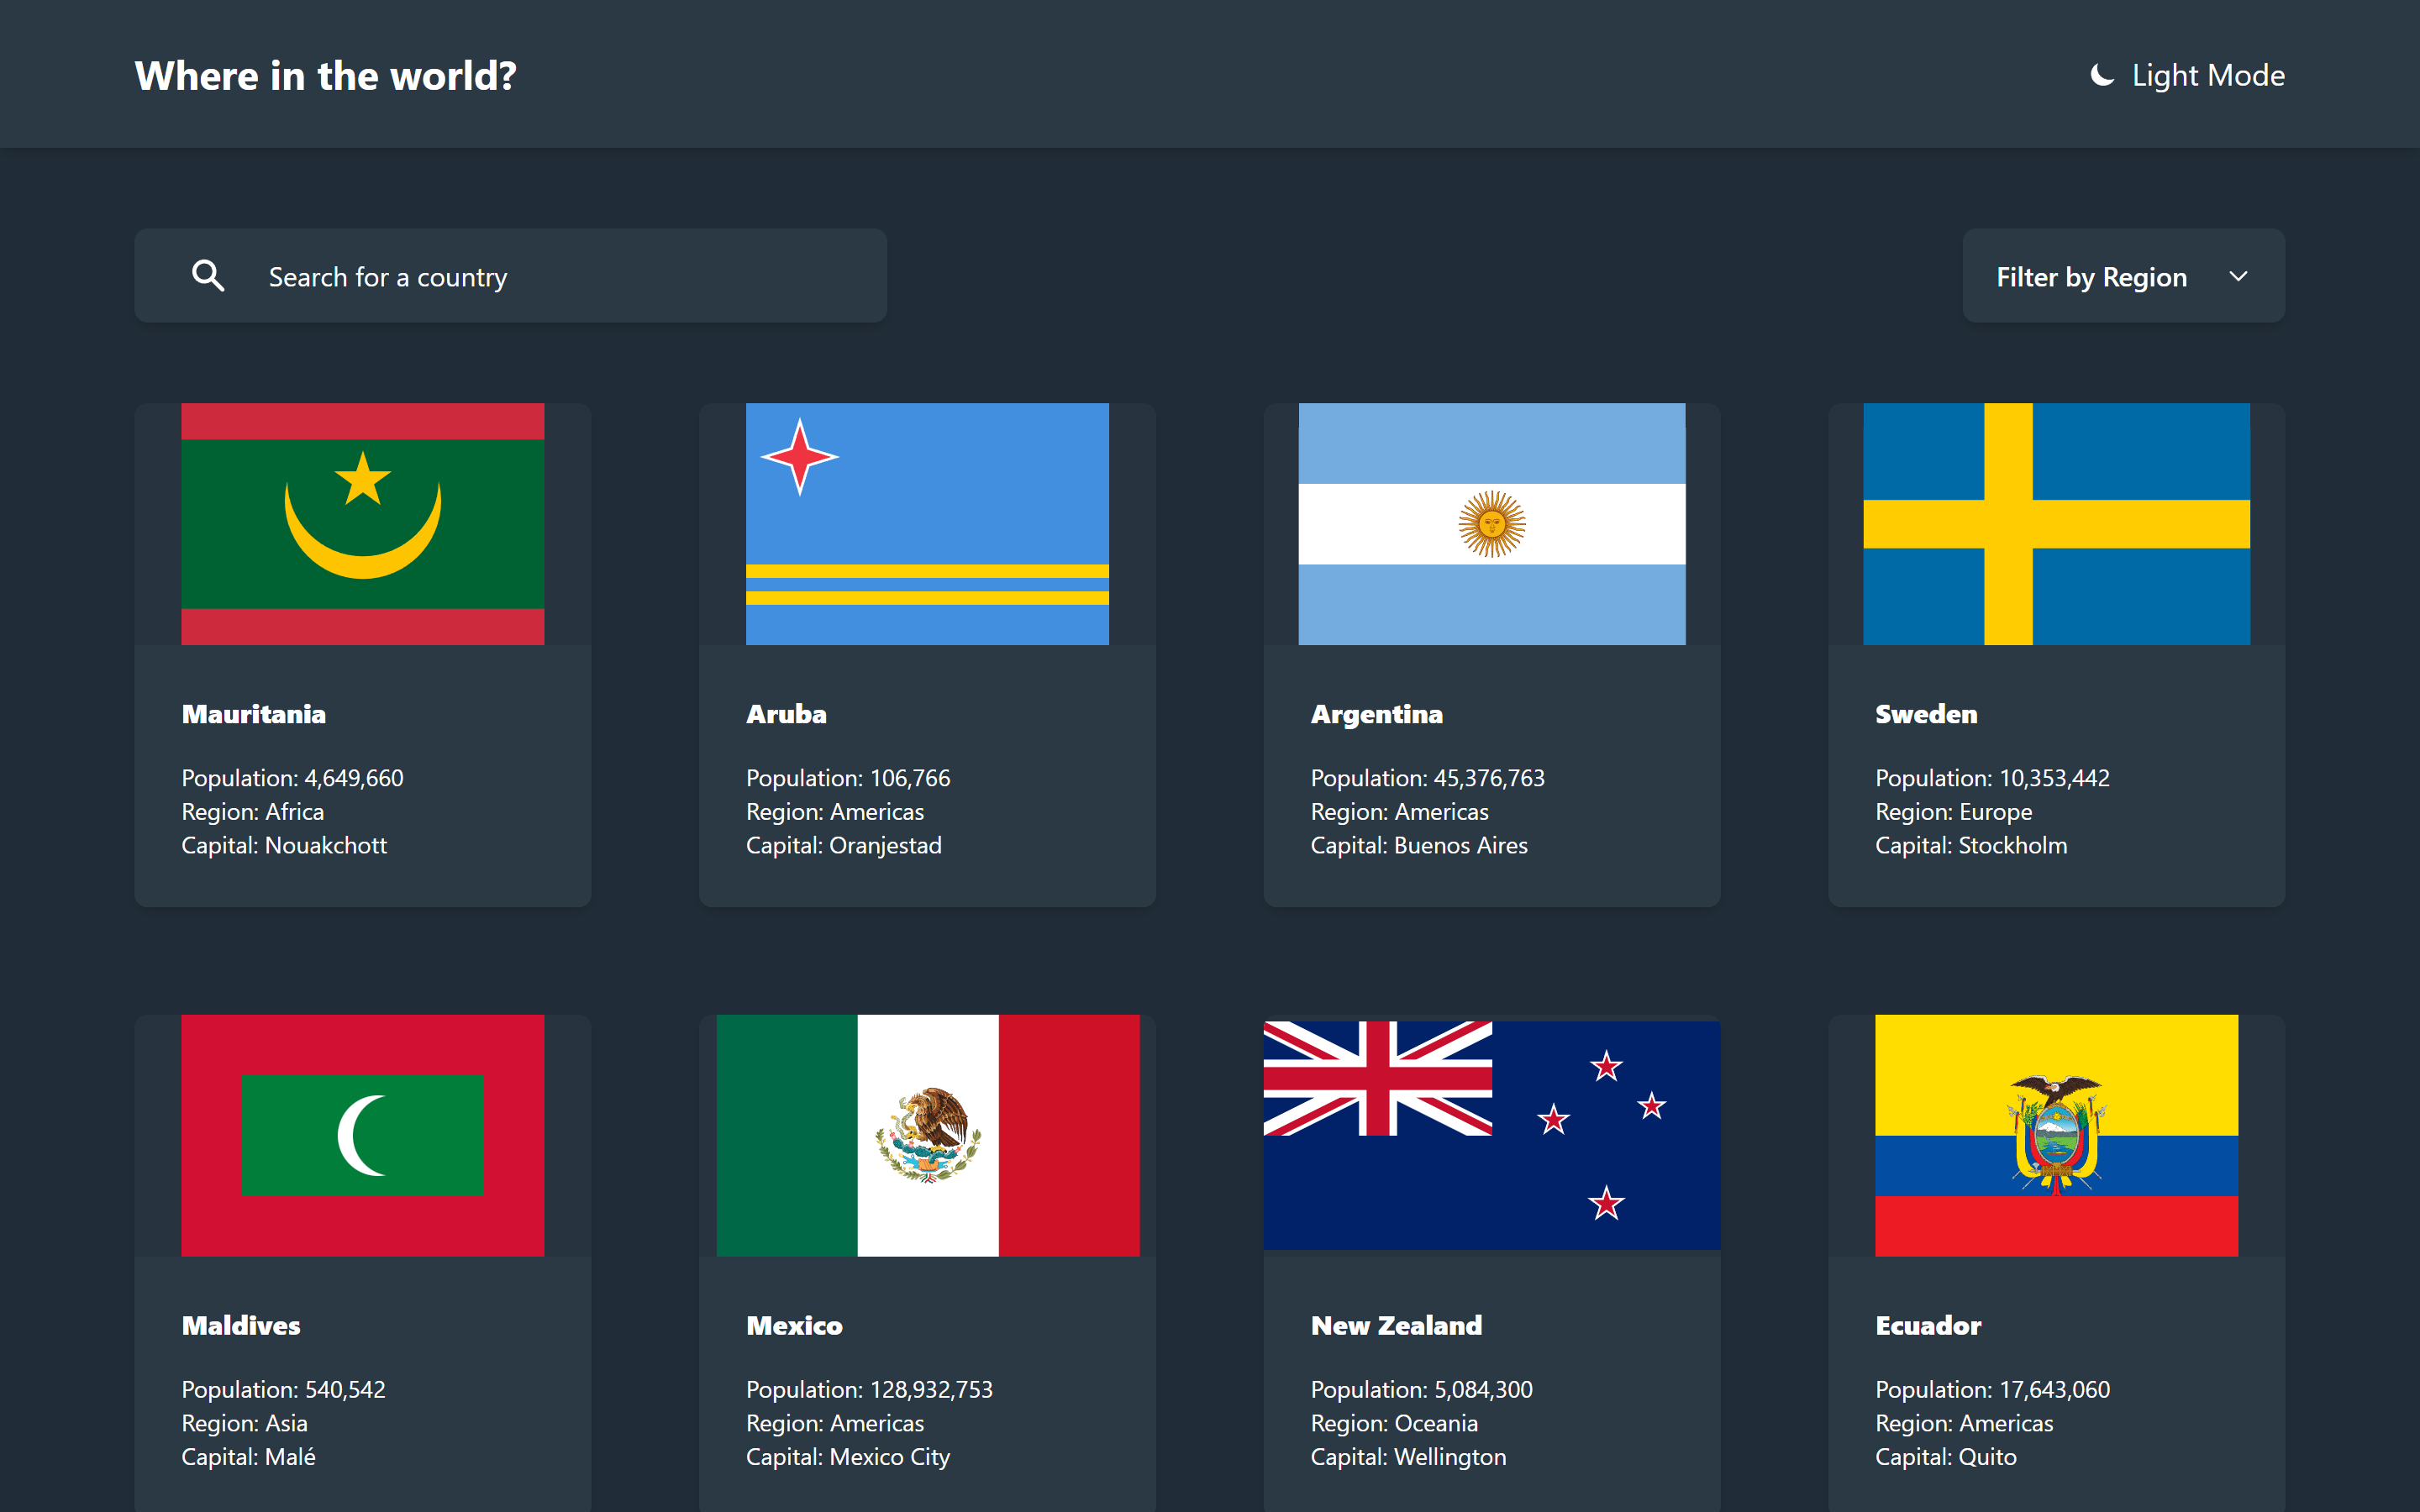 Where in the world?
Light Mode
Search for a country
Filter by Region
Mauritania
Population: 4,649,660
Region: Africa
Capital: Nouakchott
Aruba
Population: 106,766
Region: Americas
Capital: Oranjestad
Argentina
Population: 45,376,763
Region: Americas
Capital: Buenos Aires
Sweden
Population: 10,353,442
Region: Europe
Capital: Stockholm
Maldives
Population: 540,542
Region: Asia
Capital: Malé
Mexico
Population: 128,932,753
Region: Americas
Capital: Mexico City
New Zealand
Population: 5,084,300
Region: Oceania
Capital: Wellington
Ecuador
Population: 17,643,060
Region: Americas
Capital: Quito